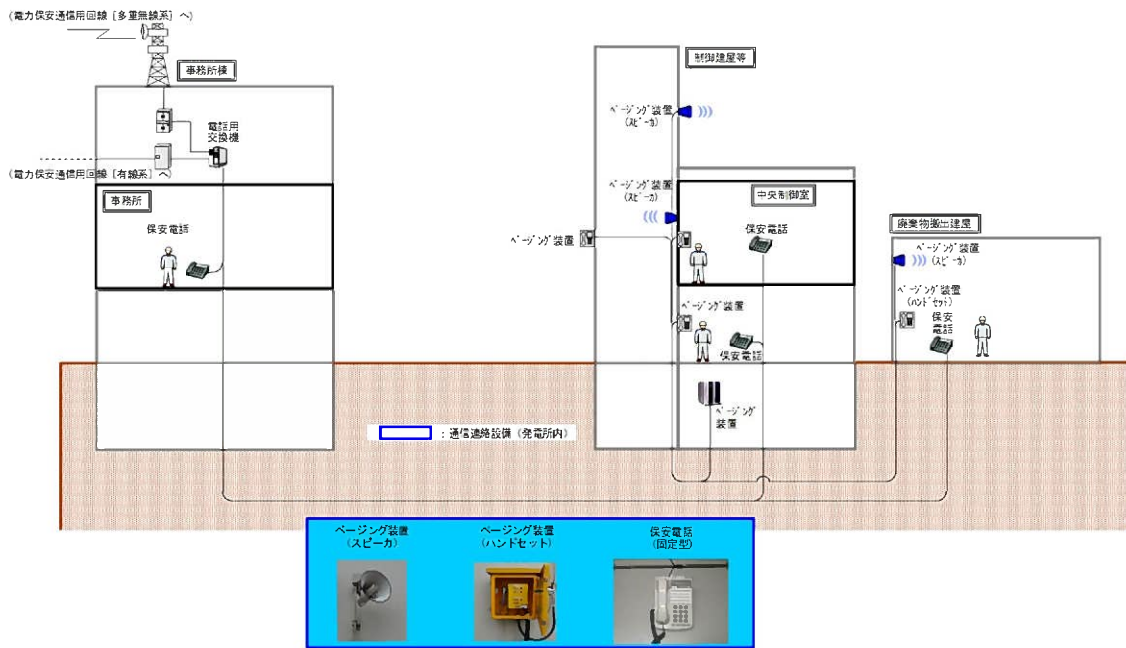 (電力保安通信用回線［多重無線系］へ)
事務所棟
電話用
交換機
(電力保安通信用回線［有線系］へ)
事務所
保安電話
制御建屋等
ページング装置
(スピーカ)
ページング装置
(スピーカ)
ページング装置
中央制御室
保安電話
ページング装置
保安電話
ページング
装置
廃棄物搬出建屋
ページング装置
(スピーカ)
ページング装置
(ハンドセット)
保安
電話
：通信連絡設備（発電所内）
ページング装置
(スピーカ)
ページング装置
(ハンドセット)
保安電話
(固定型)